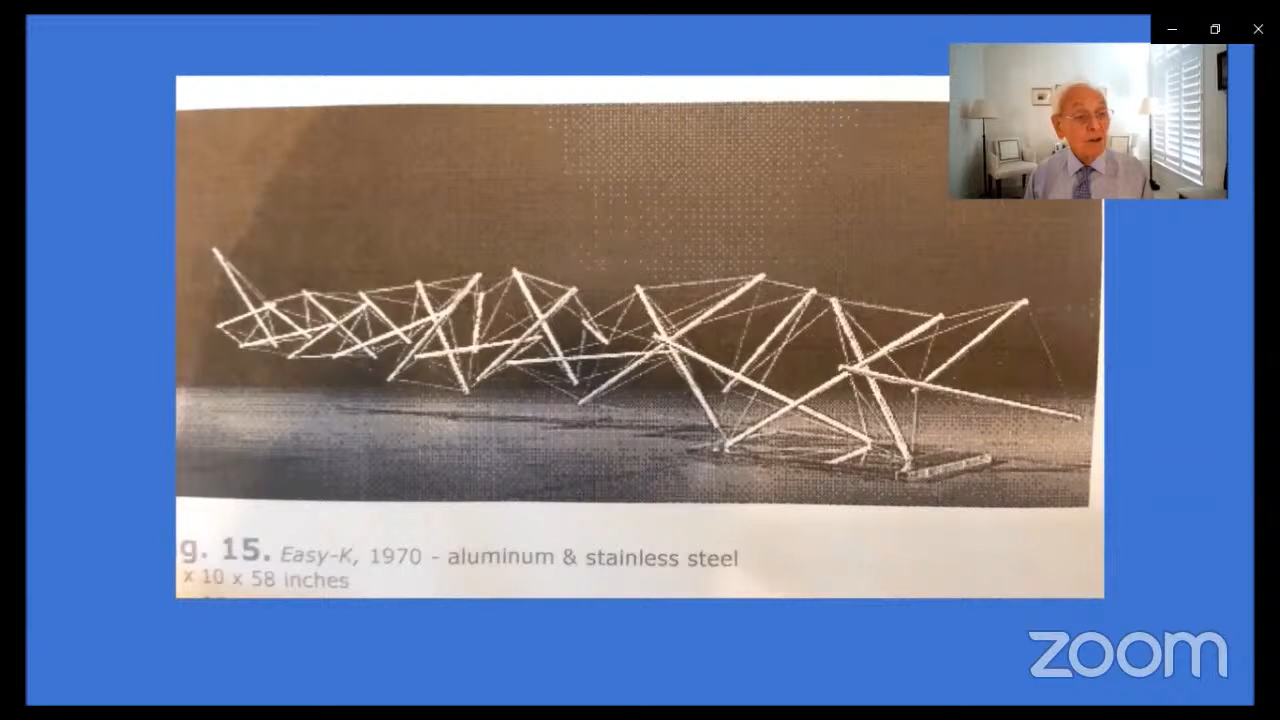 g. 15. Easy-K, 1970 - aluminum & stainless steel
x 10 x 58 inches
zoom